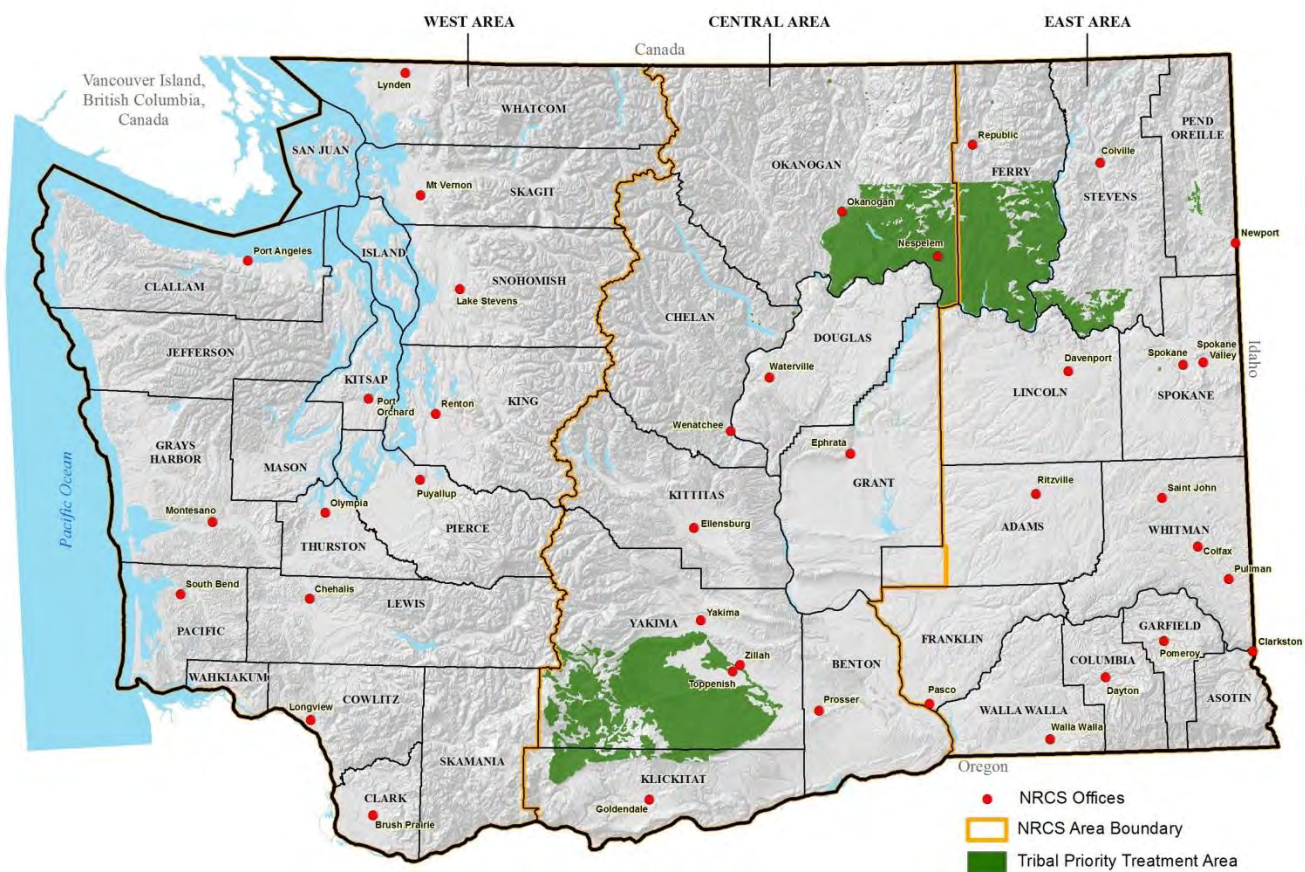 WEST AREA
CENTRAL AREA
EAST AREA
Canada
Vancouver Island,
British Columbia,
Canada
Lynden
WHATCOM
SAN JUAN
OKANOGAN
Republic
FERRY
Colville
STEVENS
PEND
OREILLE
Mt Vernon
SKAGIT
Okanogan
Nespelem
Newport
Port Angeles
ISLAND
CLALLAM
SNOHOMISH
Lake Stevens
CHELAN
DOUGLAS
JEFFERSON
KITSAP
Port
Orchard
Renton
KING
Waterville
Davenport
LINCOLN
Spokane
Spokane
Valley
SPOKANE
Idaho
Wenatchee
Ephrata
GRANT
GRAYS
HARBOR
MASON
Puyallup
KITTITAS
Ritzville
ADAMS
Saint John
WHITMAN
Pacific Ocean
Montesano
Olympia
THURSTON
PIERCE
Ellensburg
Colfax
Pullman
South Bend
PACIFIC
Chehalis
LEWIS
YAKIMA
Yakima
Zillah
Toppenish
BENTON
FRANKLIN
GARFIELD
Pomeroy
Clarkston
COLUMBIA
Dayton
ASOTIN
WAHKIAKUM
COWLITZ
Longview
Prosser
Pasco
WALLA WALLA
Walla Walla
SKAMANIA
KLICKITAT
Goldendale
Oregon
CLARK
Brush Prairie
NRCS Offices
NRCS Area Boundary
Tribal Priority Treatment Area